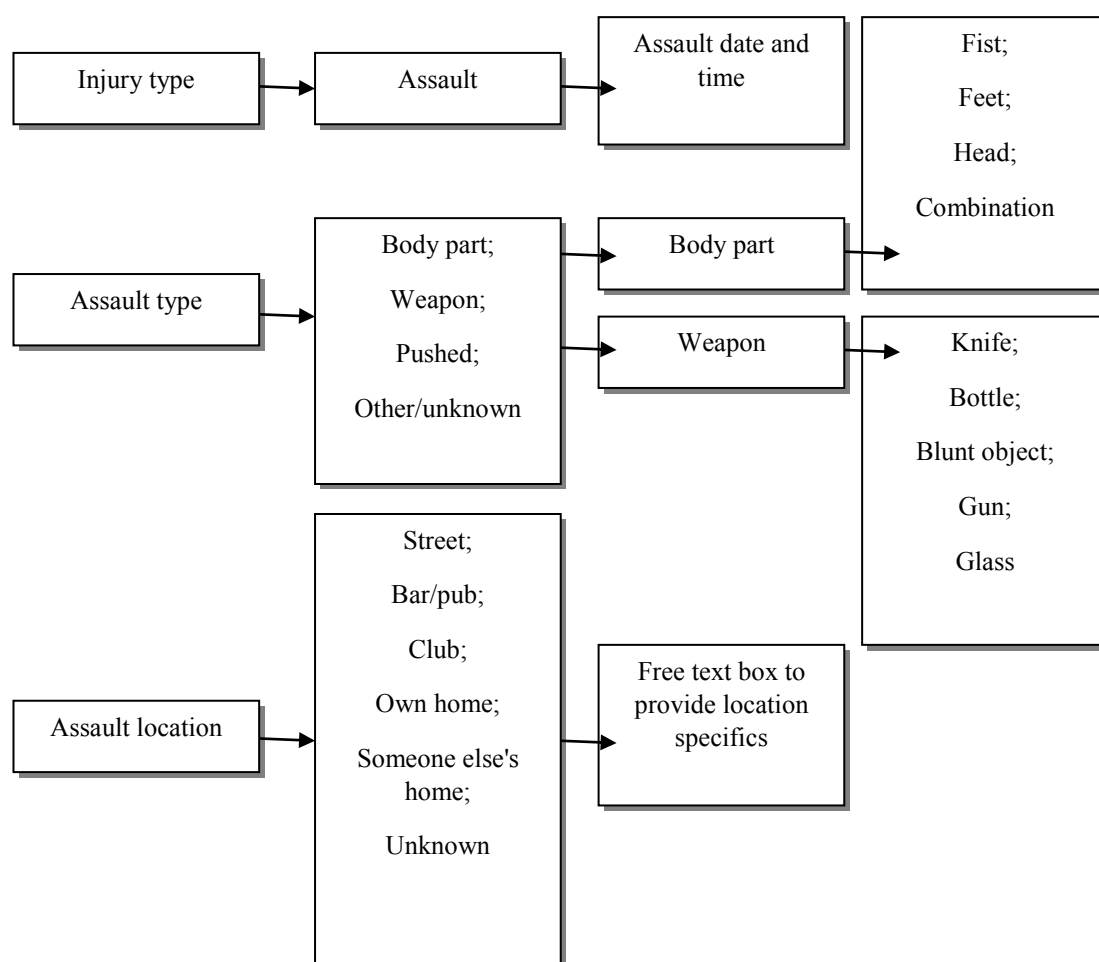 Injury type
Assault
Assault date and
time
Fist;
Feet;
Head;
Combination
Assault type
Body part;
Weapon;
Pushed;
Other/unknown
Body part
Weapon
Knife;
Bottle;
Blunt object;
Gun;
Glass
Assault location
Street;
Bar/pub;
Club;
Own home;
Someone else's
home;
Unknown
Free text box to
provide location
specifics